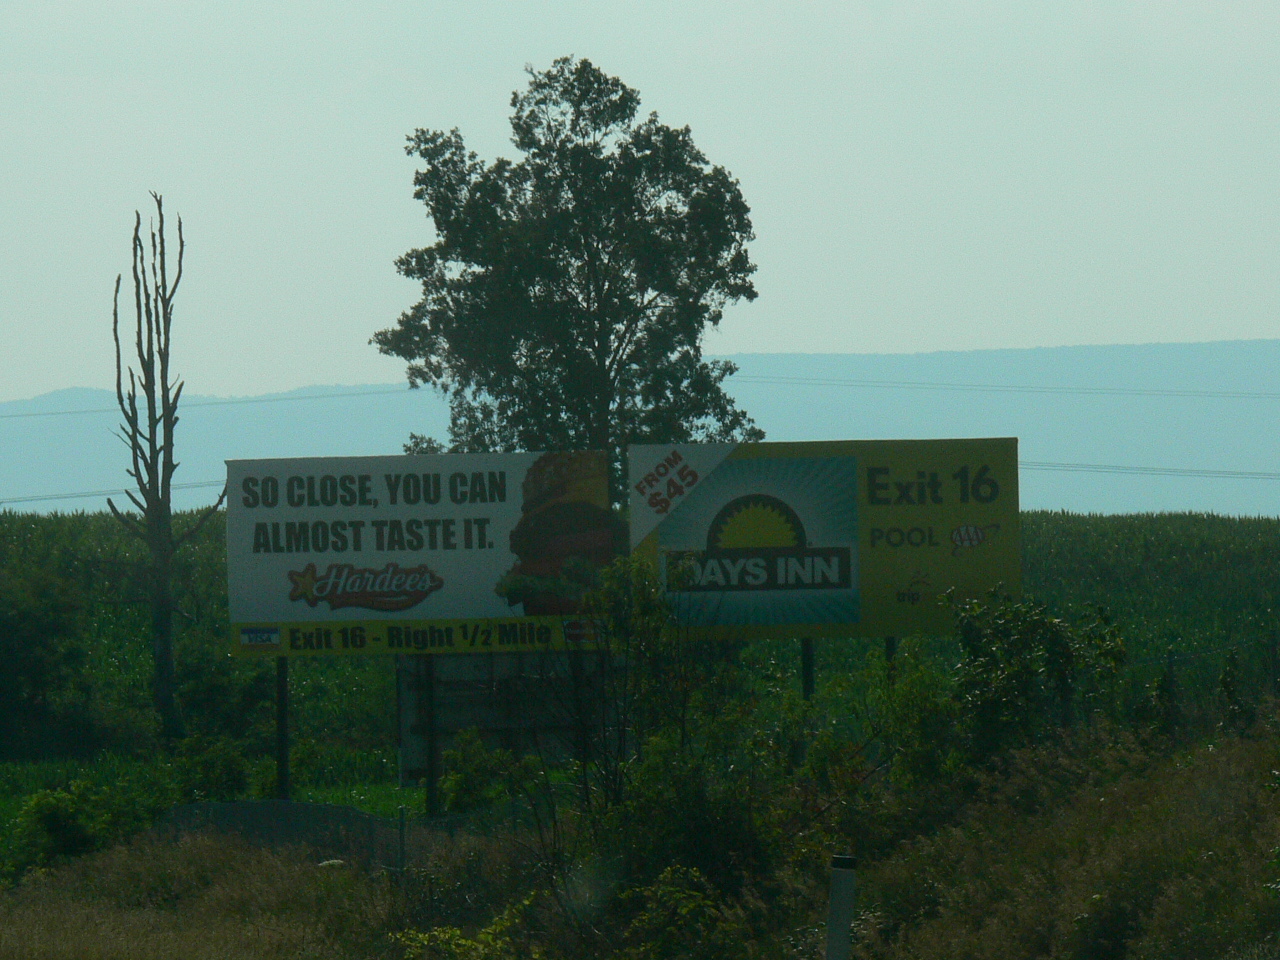 SO CLOSE, YOU CAN
ALMOST TASTE IT.
Hardee's
VISA
Exit 16 - Right 1/2 Mile
FROM
$45
DAYS INN
Exit 16
POOL
trip